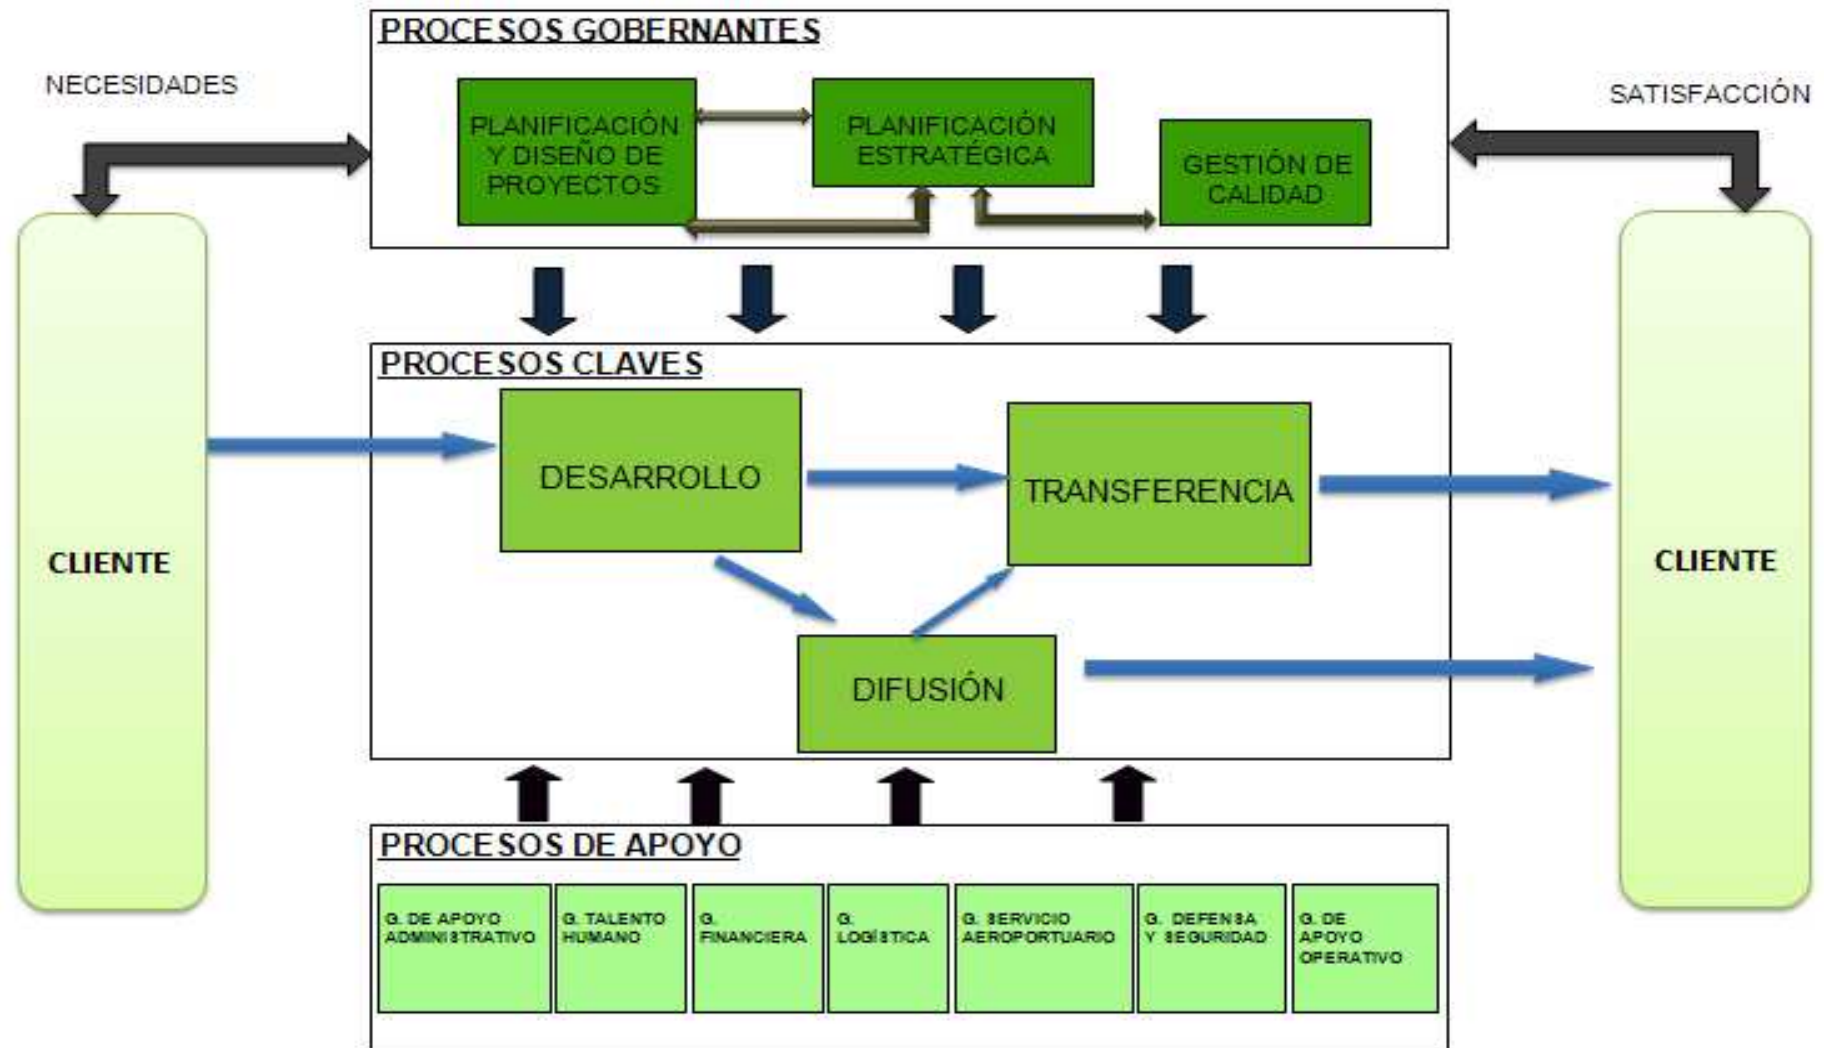 PROCESOS GOBERNANTES
NECESIDADES
SATISFACCIÓN
PLANIFICACIÓN
Y DISEÑO DE
PROYECTOS
PLANIFICACIÓN
ESTRATÉGICA
GESTIÓN DE
CALIDAD
PROCESOS CLAVES
DESARROLLO
TRANSFERENCIA
DIFUSIÓN
CLIENTE
CLIENTE
PROCESOS DE APOYO
G. DE APOYO
ADMINISTRATIVO
G. TALENTO
HUMANO
G.
FINANCIERA
G.
LOGÍSTICA
G. SERVICIO
AEROPORTUARIO
G. DEFENSA
Y SEGURIDAD
G. DE
APOYO
OPERATIVO